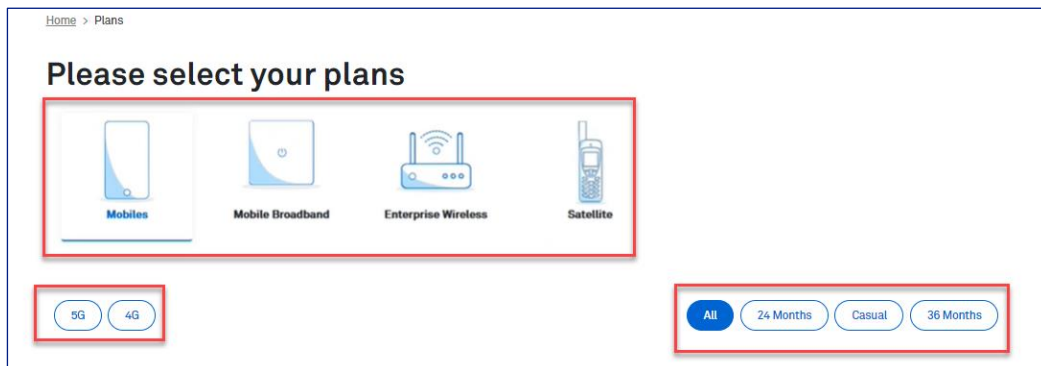 Home > Plans
Please select your plans
Mobiles Mobile Broadband Enterprise Wireless Satellite
5G 4G All 24 Months Casual 36 Months